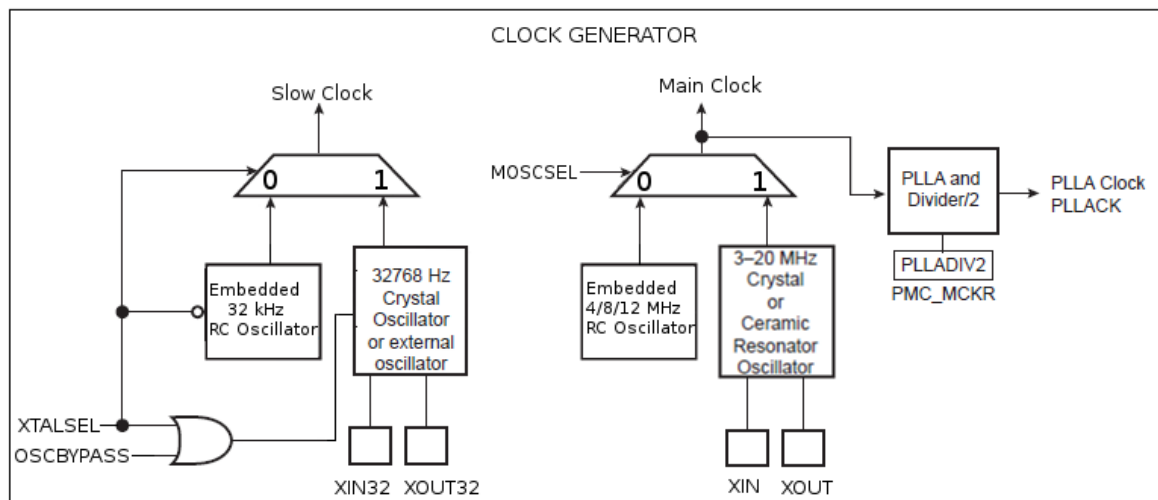 CLOCK GENERATOR
Slow Clock
Main Clock
0 1
MOSCSEL
0 1
PLLA and
Divider/2
PLLA Clock
PLLACK
Embedded
32 kHz
RC Oscillator
32768 Hz
Crystal
Oscillator
or external
oscillator
Embedded
4/8/12 MHz
RC Oscillator
3–20 MHz
Crystal
or
Ceramic
Resonator
Oscillator
PLLADIV2
PMC_MCKR
XTALSEL
OSCBYPASS
XIN32 XOUT32
XIN XOUT